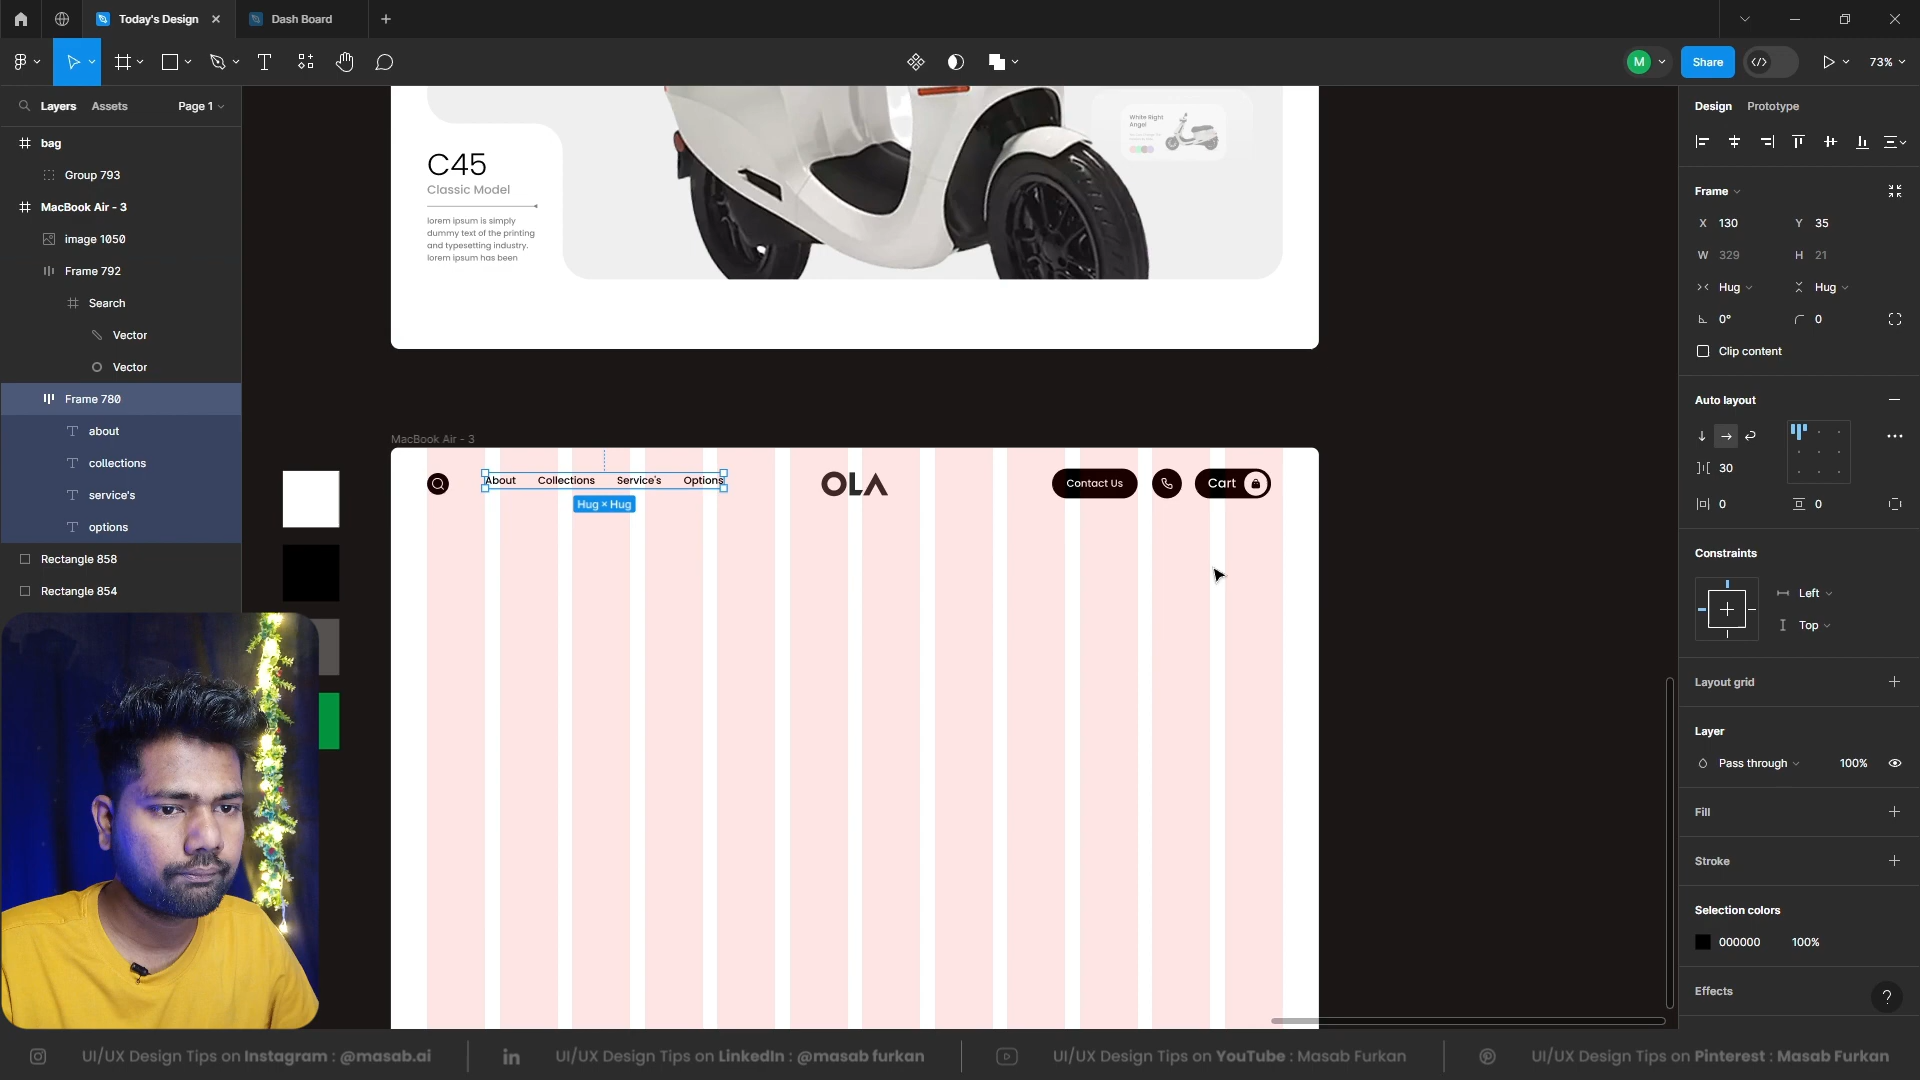 Today's Design
Dash Board
M
Share
73%
Layers
Assets
Page 1
bag
Group 793
MacBook Air - 3
image 1050
Frame 792
Search
Vector
Vector
Frame 780
about
collections
service's
options
Rectangle 858
Rectangle 854
C45
Classic Model
lorem ipsum is simply
dummy text of the printing
and typesetting industry.
lorem ipsum has been
White Right
Angel
MacBook Air - 3
About
Collections
Service's
Options
Hug × Hug
OLA
Contact Us
Cart
Design
Prototype
Frame
X 130
Y 35
W 329
H 21
Hug
Hug
0°
0
Clip content
Auto layout
30
0
0
Constraints
Left
Top
Layout grid
Layer
Pass through
100%
Fill
Stroke
Selection colors
000000
100%
Effects
?
UI/UX Design Tips on Instagram : @masab.ai
in
UI/UX Design Tips on LinkedIn : @masab furkan
UI/UX Design Tips on YouTube : Masab Furkan
UI/UX Design Tips on Pinterest : Masab Furkan